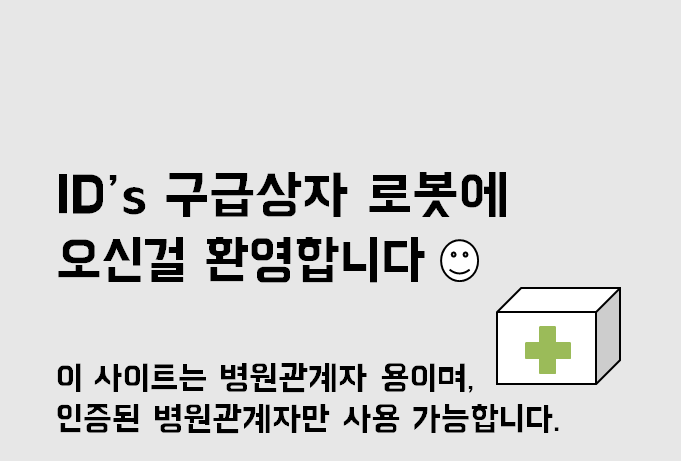 ID's 구급상자 로봇에
오신걸 환영합니다
이 사이트는 병원관계자 용이며,
인증된 병원관계자만 사용 가능합니다.